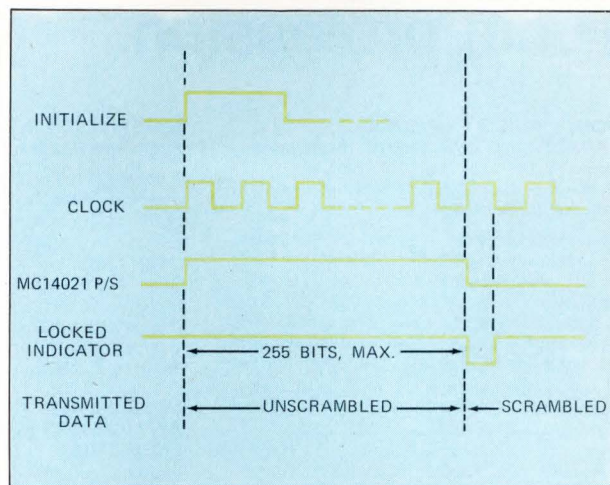 INITIALIZE
CLOCK
MC14021 P/S
LOCKED
INDICATOR
255 BITS, MAX.
TRANSMITTED
DATA
UNSCRAMBLED
SCRAMBLED